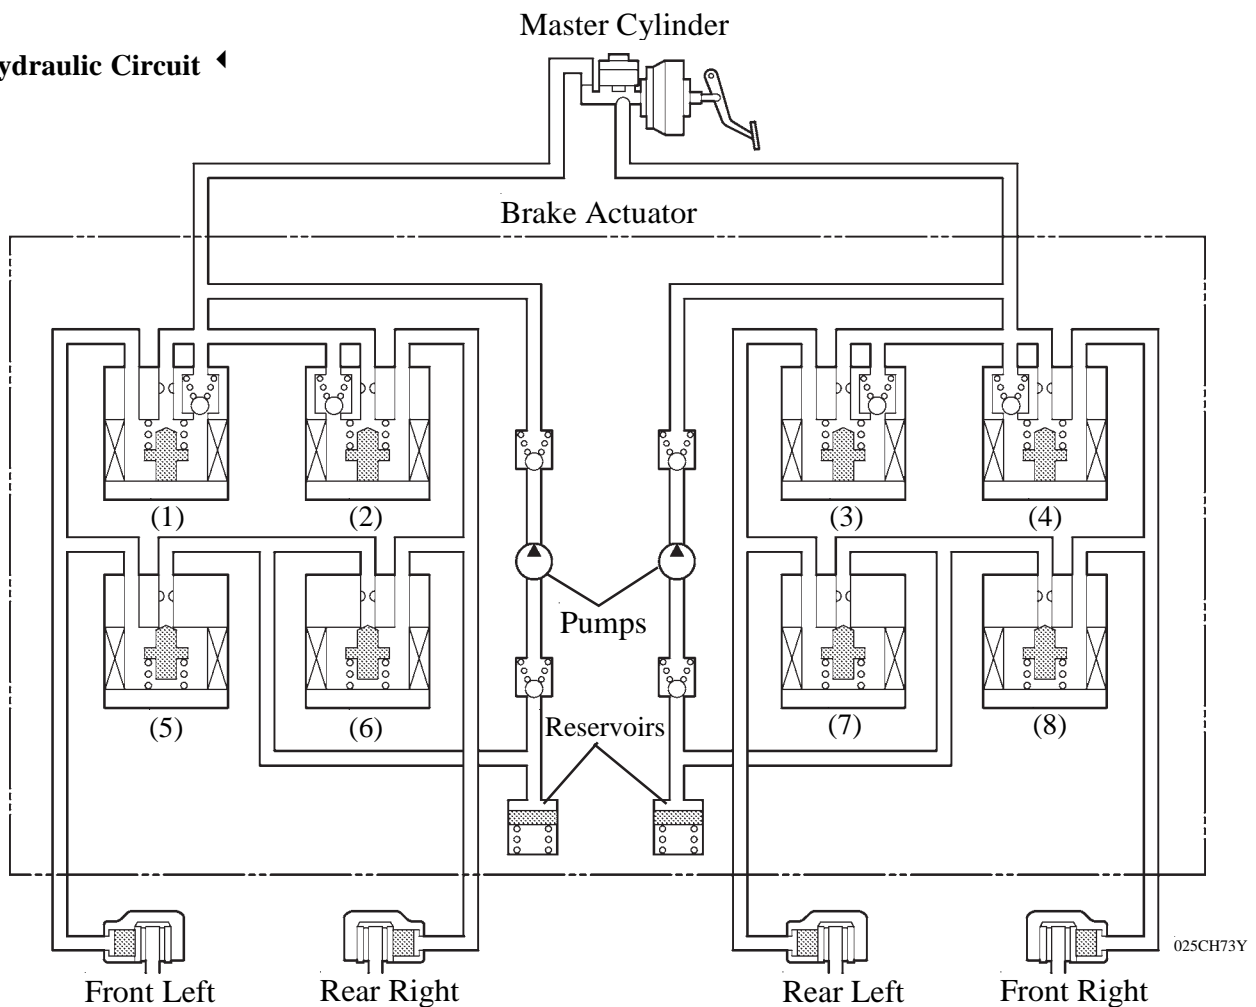 Master Cylinder
ydraulic Circuit
Brake Actuator
(1) (2) (3) (4)
Pumps
Reservoirs
(5) (6) (7) (8)
025CH73Y
Front Left Rear Right Rear Left Front Right